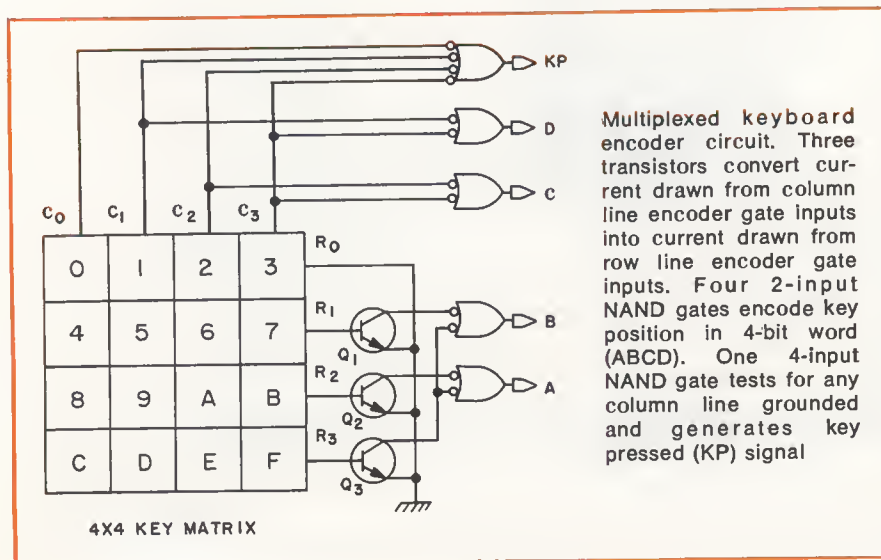 KP
D
C
C0 C1 C2 C3
0 1 2 3 R0
4 5 6 7 R1
Q1
B
8 9 A B R2
Q2
A
C D E F R3
Q3
4X4 KEY MATRIX
Multiplexed keyboard
encoder circuit. Three
transistors convert cur-
rent drawn from column
line encoder gate inputs
into current drawn from
row line encoder gate
inputs. Four 2-input
NAND gates encode key
position in 4-bit word
(ABCD). One 4-input
NAND gate tests for any
column line grounded
and generates key
pressed (KP) signal